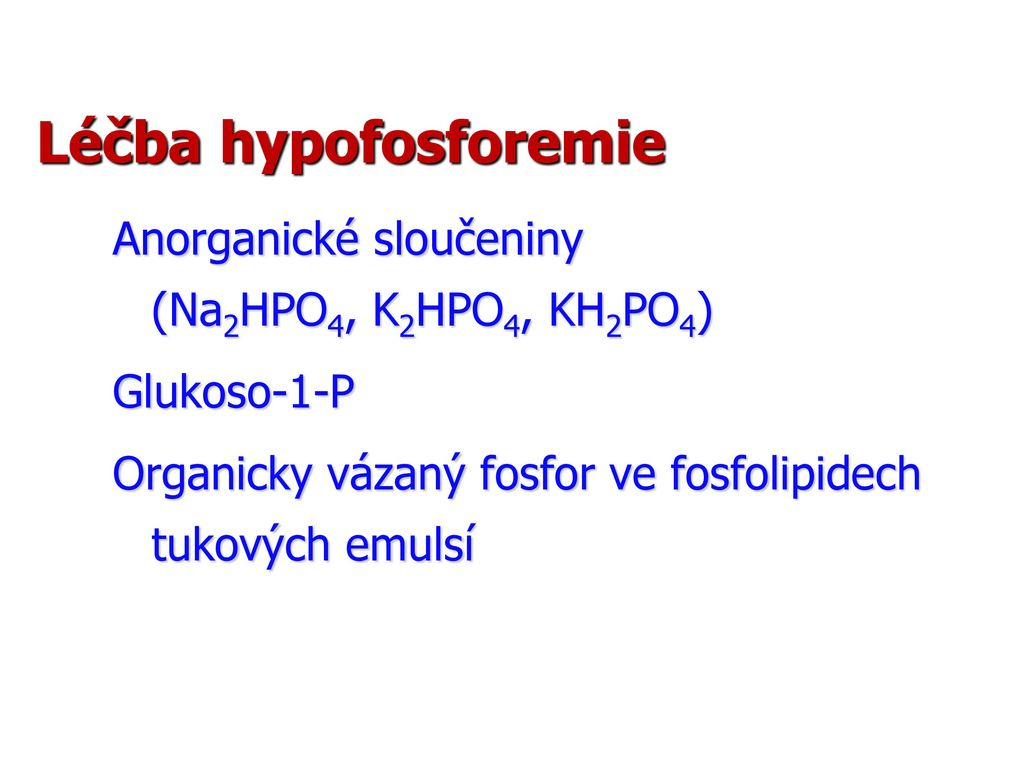 Léčba hypofosforemie
Anorganické sloučeniny
(Na₂HPO₄, K₂HPO₄, KH₂PO₄)
Glukoso-1-P
Organicky vázaný fosfor ve fosfolipidech
tukových emulsí